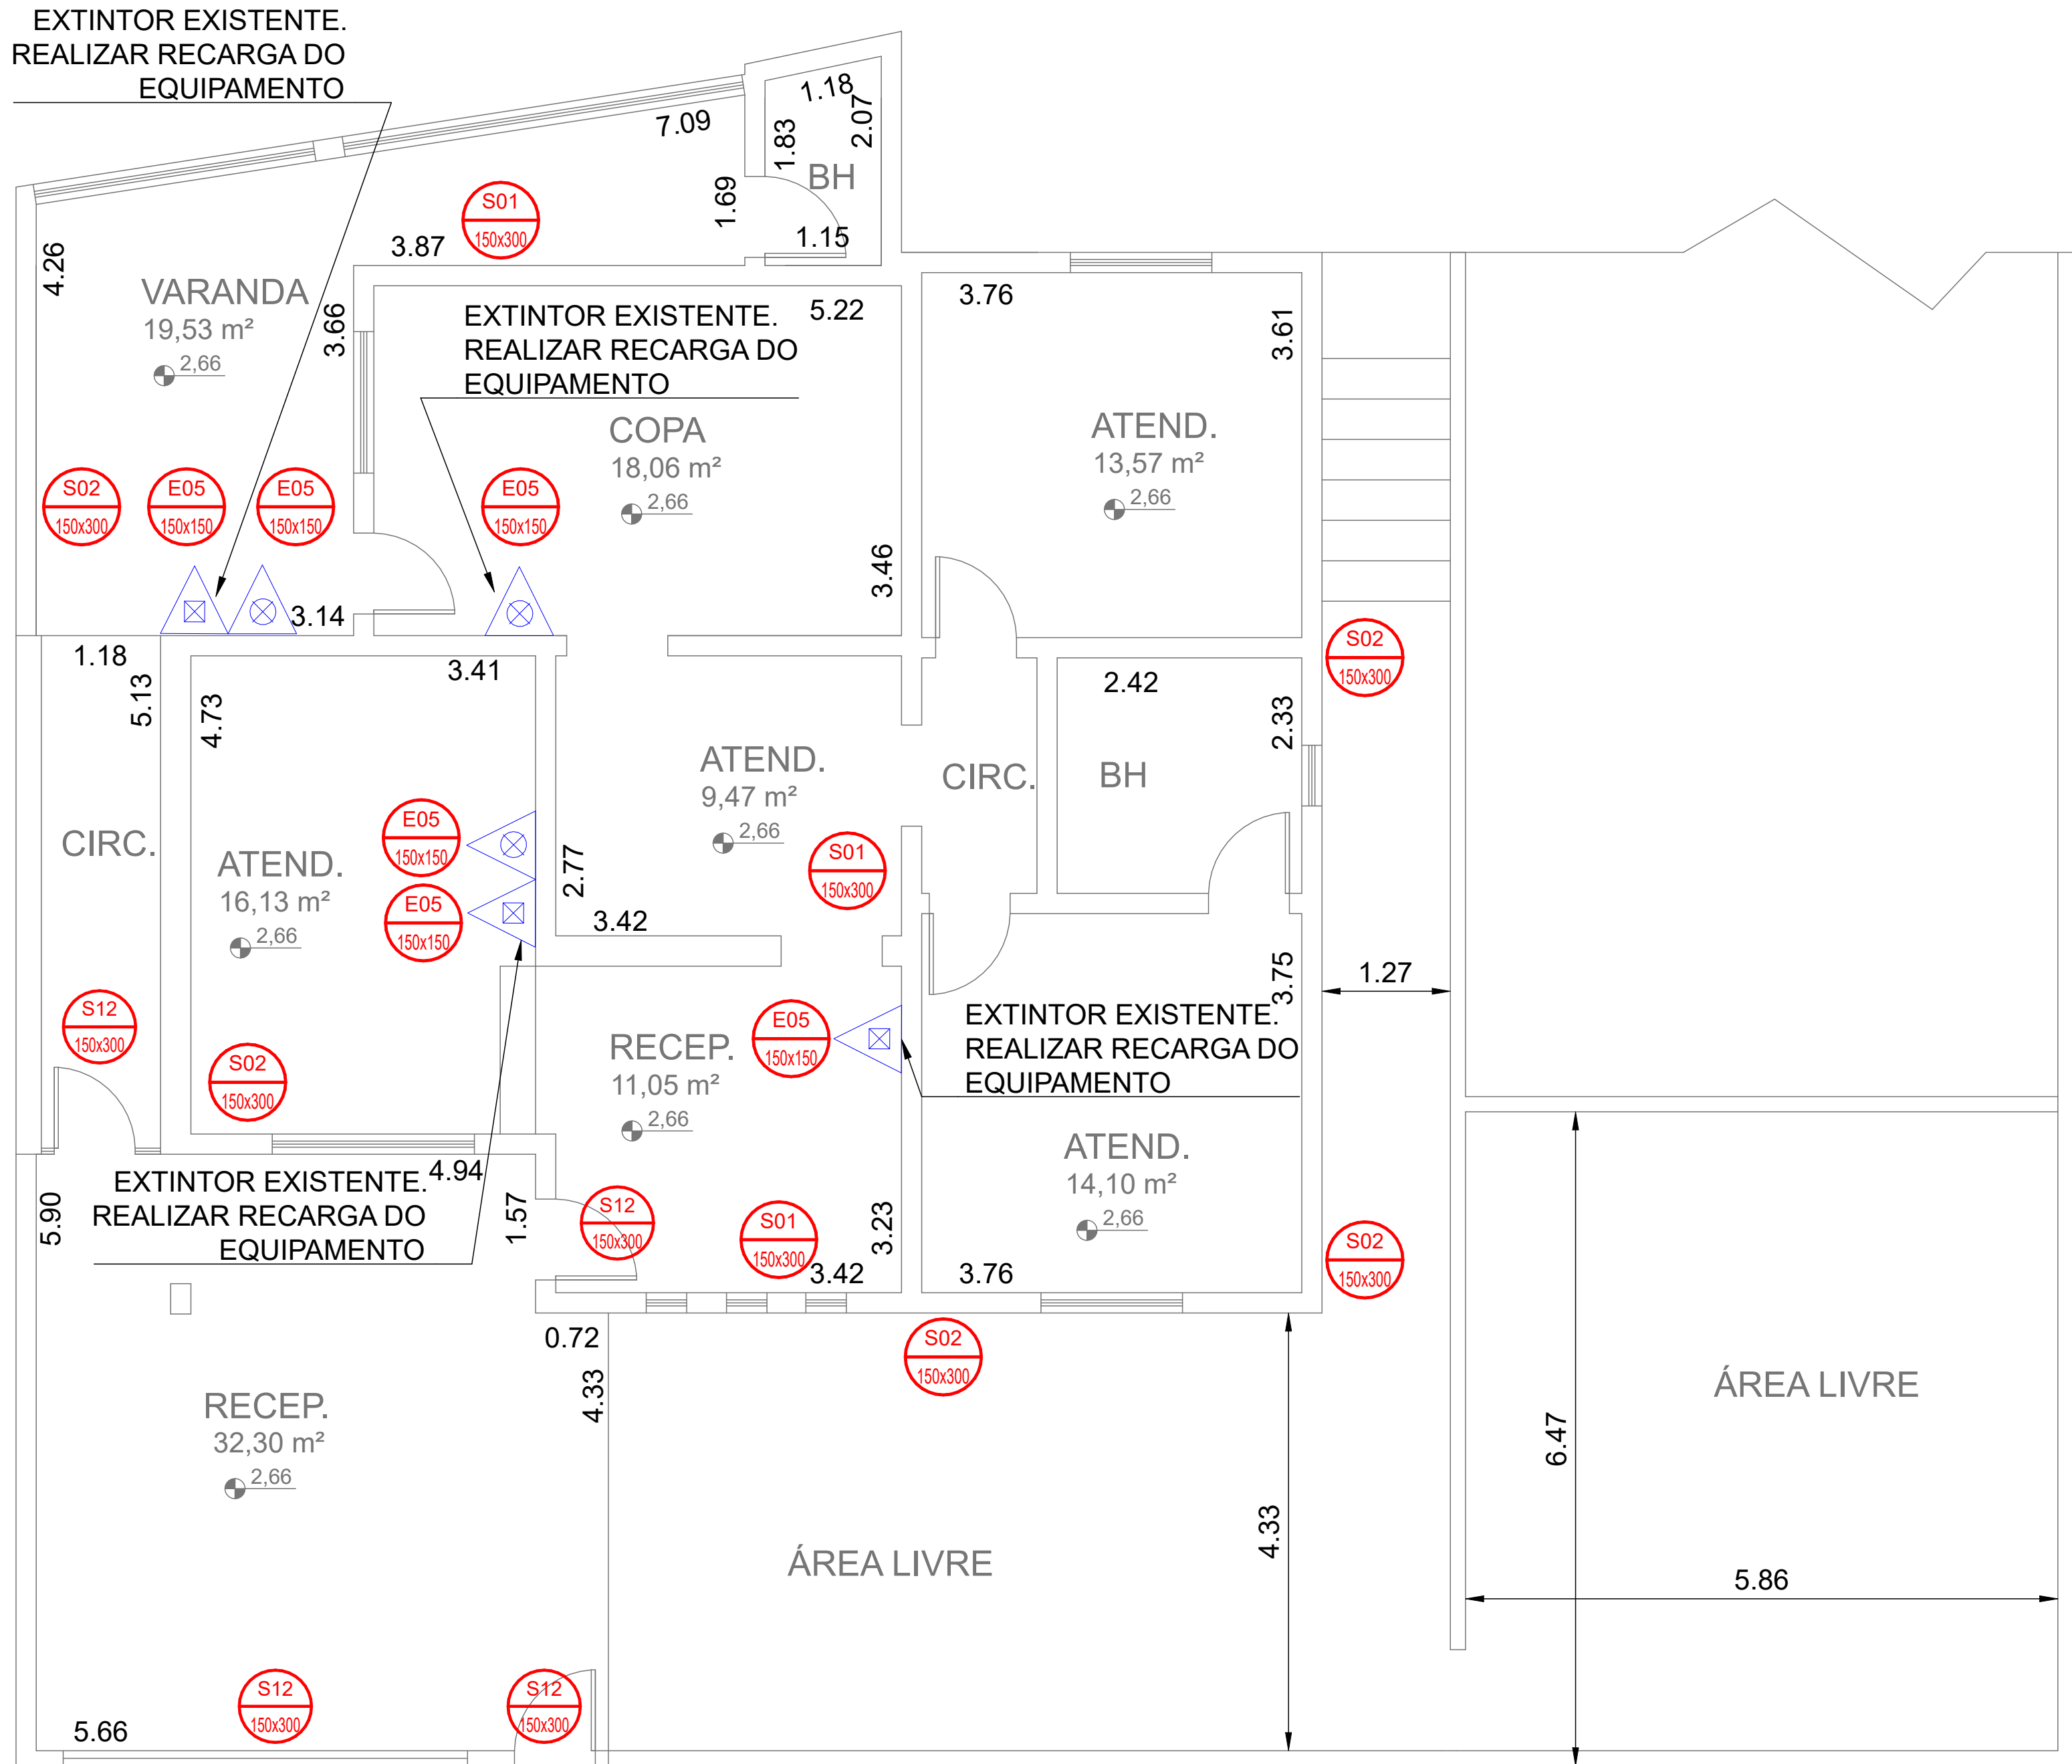 EXTINTOR EXISTENTE.
REALIZAR RECARGA DO
EQUIPAMENTO
7.09
1.18
2.07
1.83
BH
1.69
1.15
S01
150x300
3.87
4.26
VARANDA
19,53 m²
2,66
3.66
EXTINTOR EXISTENTE.
REALIZAR RECARGA DO
EQUIPAMENTO
5.22
3.76
3.61
COPA
18,06 m²
2,66
ATEND.
13,57 m²
2,66
S02
150x300
E05
150x150
E05
150x150
E05
150x150
3.46
3.14
1.18
5.13
4.73
3.41
2.42
2.33
S02
150x300
CIRC.
ATEND.
16,13 m²
2,66
E05
150x150
E05
150x150
2.77
3.42
ATEND.
9,47 m²
2,66
S01
150x300
CIRC.
BH
S12
150x300
S02
150x300
RECEP.
11,05 m²
2,66
E05
150x150
EXTINTOR EXISTENTE.
REALIZAR RECARGA DO
EQUIPAMENTO
3.75
1.27
ATEND.
14,10 m²
2,66
EXTINTOR EXISTENTE.
REALIZAR RECARGA DO
EQUIPAMENTO
4.94
5.90
1.57
S12
150x300
S01
150x300
3.23
3.42
3.76
S02
150x300
0.72
4.33
S02
150x300
RECEP.
32,30 m²
2,66
ÁREA LIVRE
6.47
4.33
ÁREA LIVRE
5.86
S12
150x300
S12
150x300
5.66